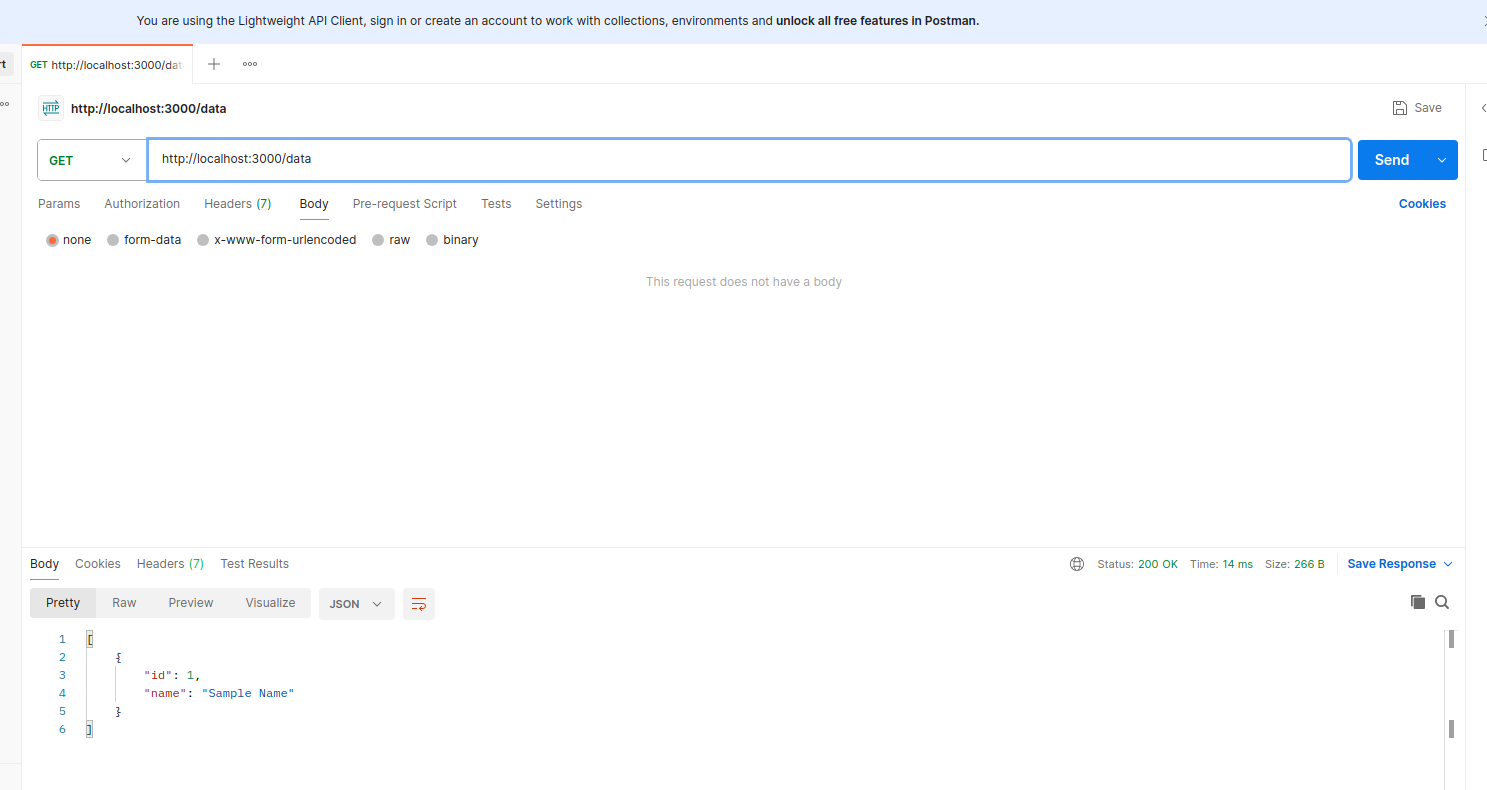 You are using the Lightweight API Client, sign in or create an account to work with collections, environments and unlock all free features in Postman.
rt GET http://localhost:3000/dat
http://localhost:3000/data Save
GET http://localhost:3000/data Send
Params Authorization Headers (7) Body Pre-request Script Tests Settings Cookies
none form-data x-www-form-urlencoded raw binary
This request does not have a body
Body Cookies Headers (7) Test Results Status: 200 OK Time: 14 ms Size: 266 B Save Response
Pretty Raw Preview Visualize JSON
1 [
2 {
3 "id": 1,
4 "name": "Sample Name"
5 }
6 ]